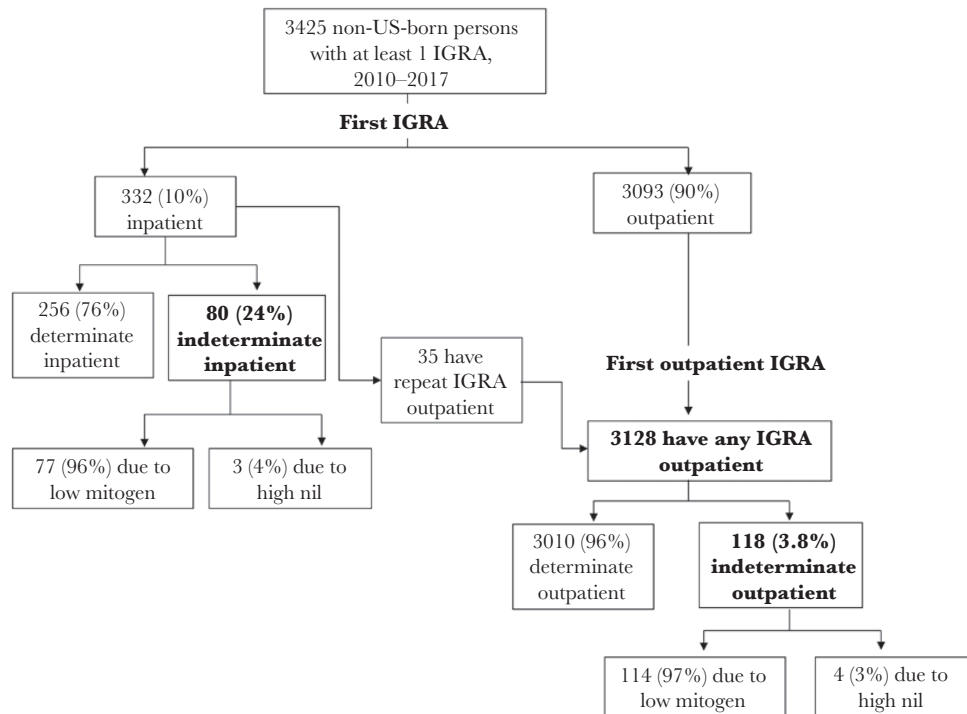 3425 non-US-born persons
with at least 1 IGRA,
2010–2017
First IGRA
332 (10%)
inpatient
3093 (90%)
outpatient
256 (76%)
determinate
inpatient
80 (24%)
indeterminate
inpatient
35 have
repeat IGRA
outpatient
First outpatient IGRA
77 (96%) due to
low mitogen
3 (4%) due to
high nil
3128 have any IGRA
outpatient
3010 (96%)
determinate
outpatient
118 (3.8%)
indeterminate
outpatient
114 (97%) due to
low mitogen
4 (3%) due to
high nil